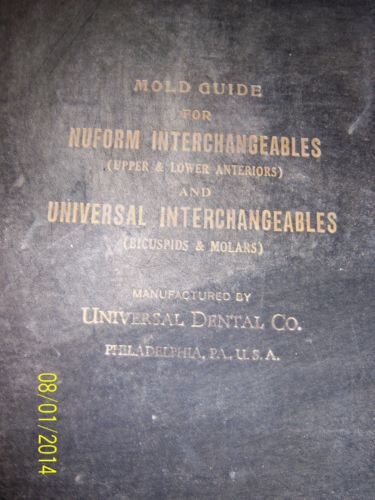 MOLD GUIDE
FOR
NUFORM INTERCHANGEABLES
(UPPER & LOWER ANTERIORS)
AND
UNIVERSAL INTERCHANGEABLES
(BICUSPIDS & MOLARS)
MANUFACTURED BY
UNIVERSAL DENTAL CO.
PHILADELPHIA, PA., U.S.A.
08/01/2014